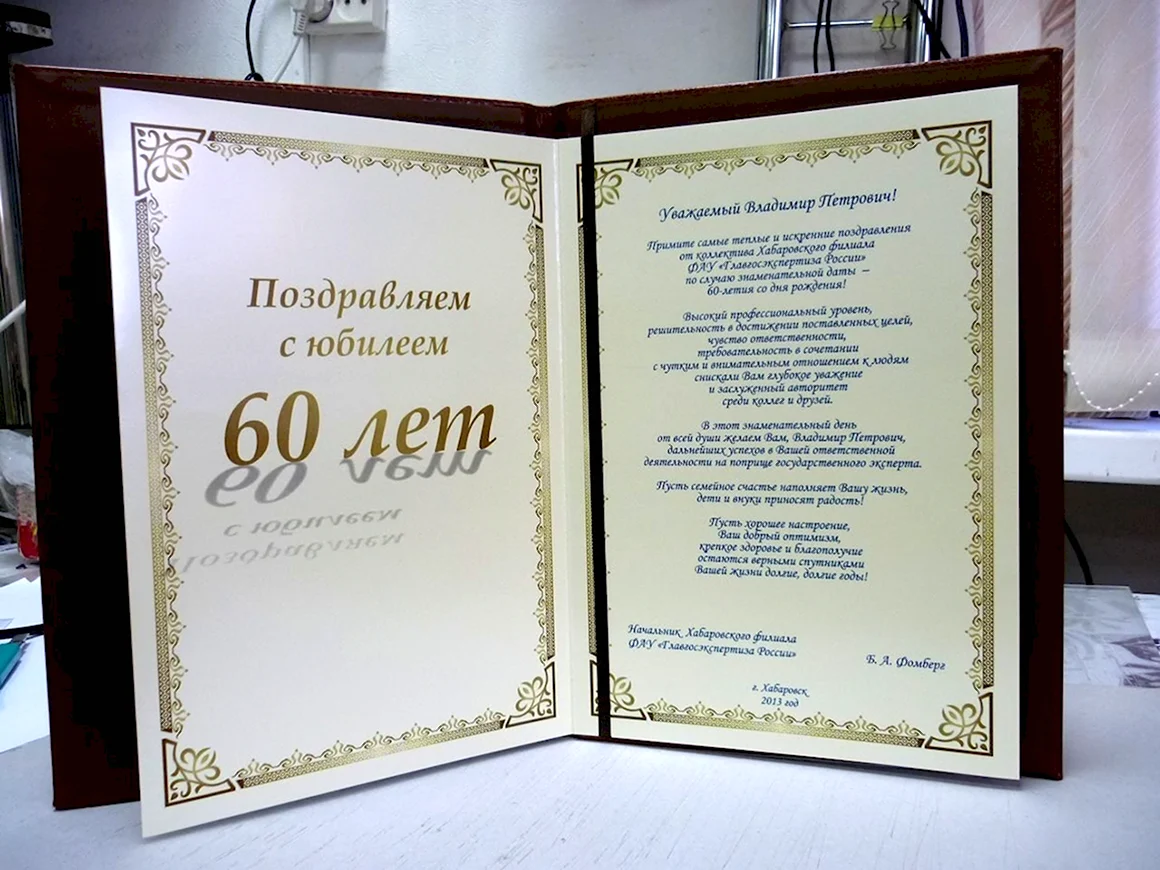 Поздравляем
с юбилеем
60 лет
60 лет
с юбилеем
Поздравляем
Уважаемый Владимир Петрович!
Примите самые теплые и искренние поздравления
от коллектива Хабаровского филиала
ФАУ «Главгосэкспертиза России»
по случаю знаменательной даты –
60-летия со дня рождения!
Высокий профессиональный уровень,
решительность в достижении поставленных целей,
чувство ответственности,
требовательность в сочетании
с чутким и внимательным отношением к людям
снискали Вам глубокое уважение
и заслуженный авторитет
среди коллег и друзей.
В этот знаменательный день
от всей души желаем Вам, Владимир Петрович,
дальнейших успехов в Вашей ответственной
деятельности на поприще государственного эксперта.
Пусть семейное счастье наполняет Вашу жизнь,
дети и внуки приносят радость!
Пусть хорошее настроение,
Ваш добрый оптимизм,
крепкое здоровье и благополучие
остаются верными спутниками
Вашей жизни долгие, долгие годы!
Начальник Хабаровского филиала
ФАУ «Главгосэкспертиза России»
Б. А. Фомберг
г. Хабаровск
2013 год